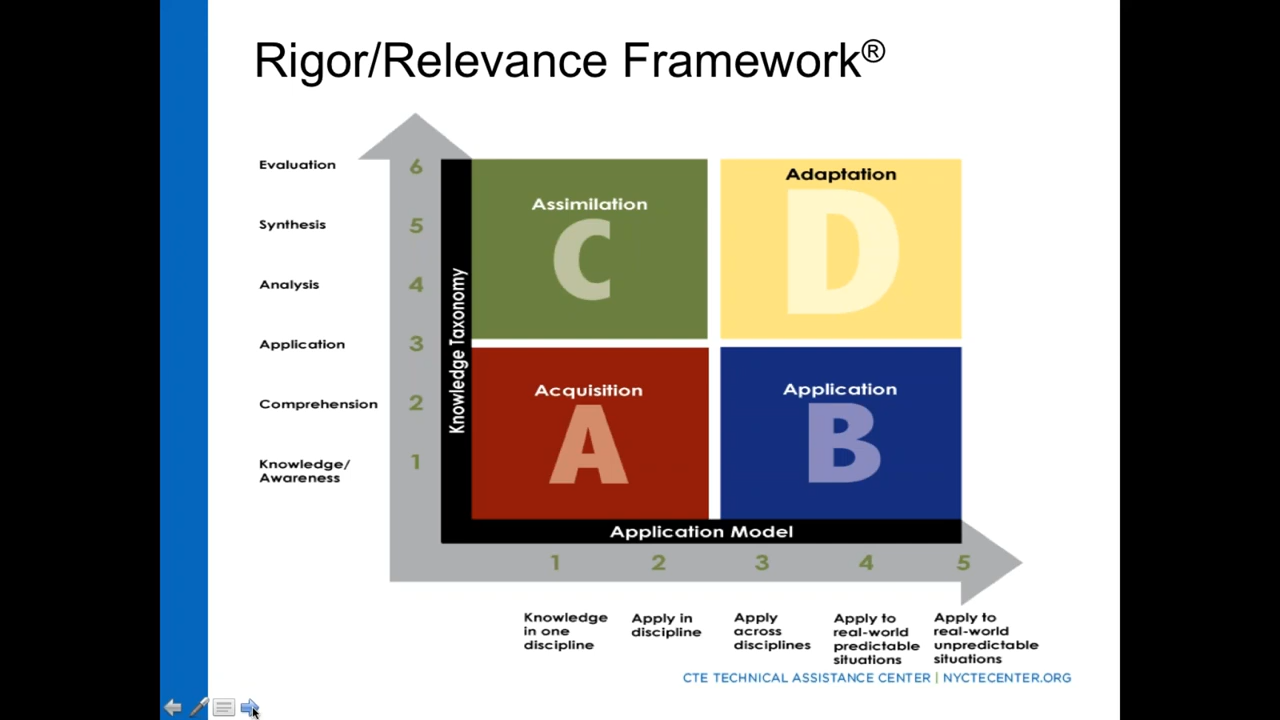 Rigor/Relevance Framework®
Evaluation
6
Synthesis
5
Analysis
4
Application
3
Comprehension
2
Knowledge/
Awareness
1
Knowledge Taxonomy
Assimilation
C
Adaptation
D
Acquisition
A
Application
B
Application Model
1
2
3
4
5
Knowledge
in one
discipline
Apply in
discipline
Apply
across
disciplines
Apply to
real-world
predictable
situations
Apply to
real-world
unpredictable
situations
CTE TECHNICAL ASSISTANCE CENTER | NYCTECENTER.ORG